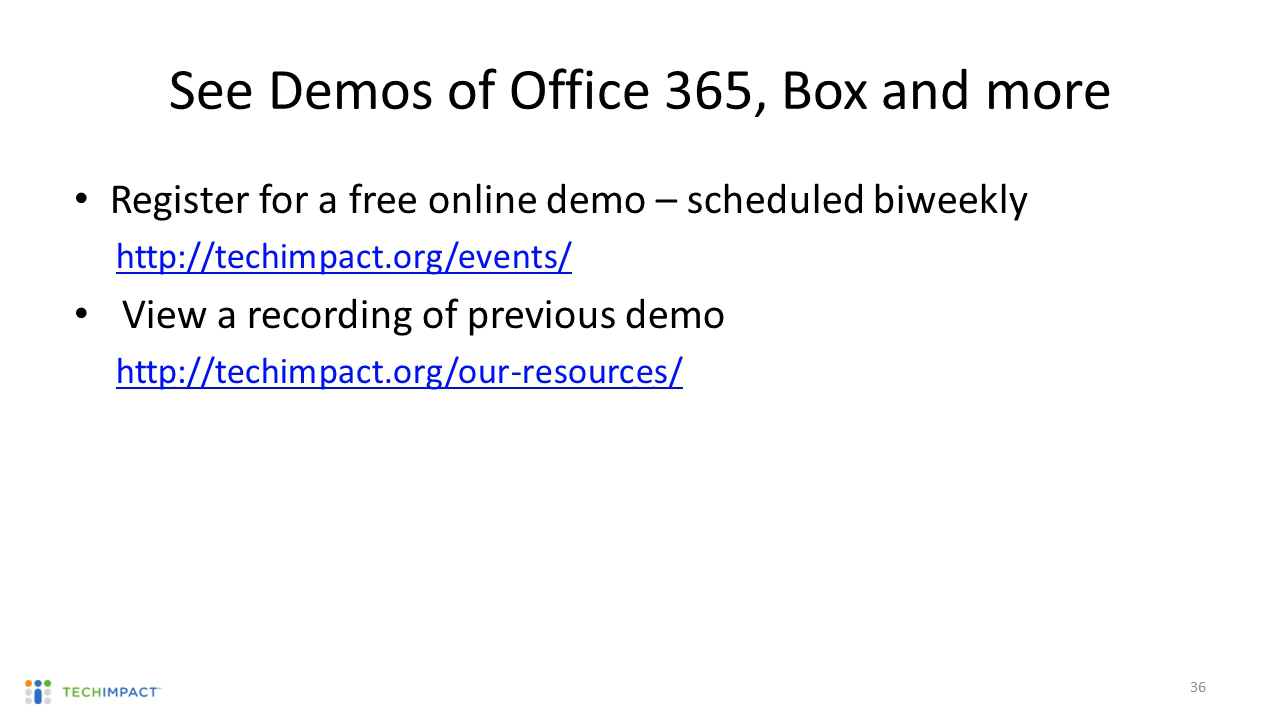 See Demos of Office 365, Box and more
• Register for a free online demo – scheduled biweekly
http://techimpact.org/events/
• View a recording of previous demo
http://techimpact.org/our-resources/
TECHIMPACT™
36